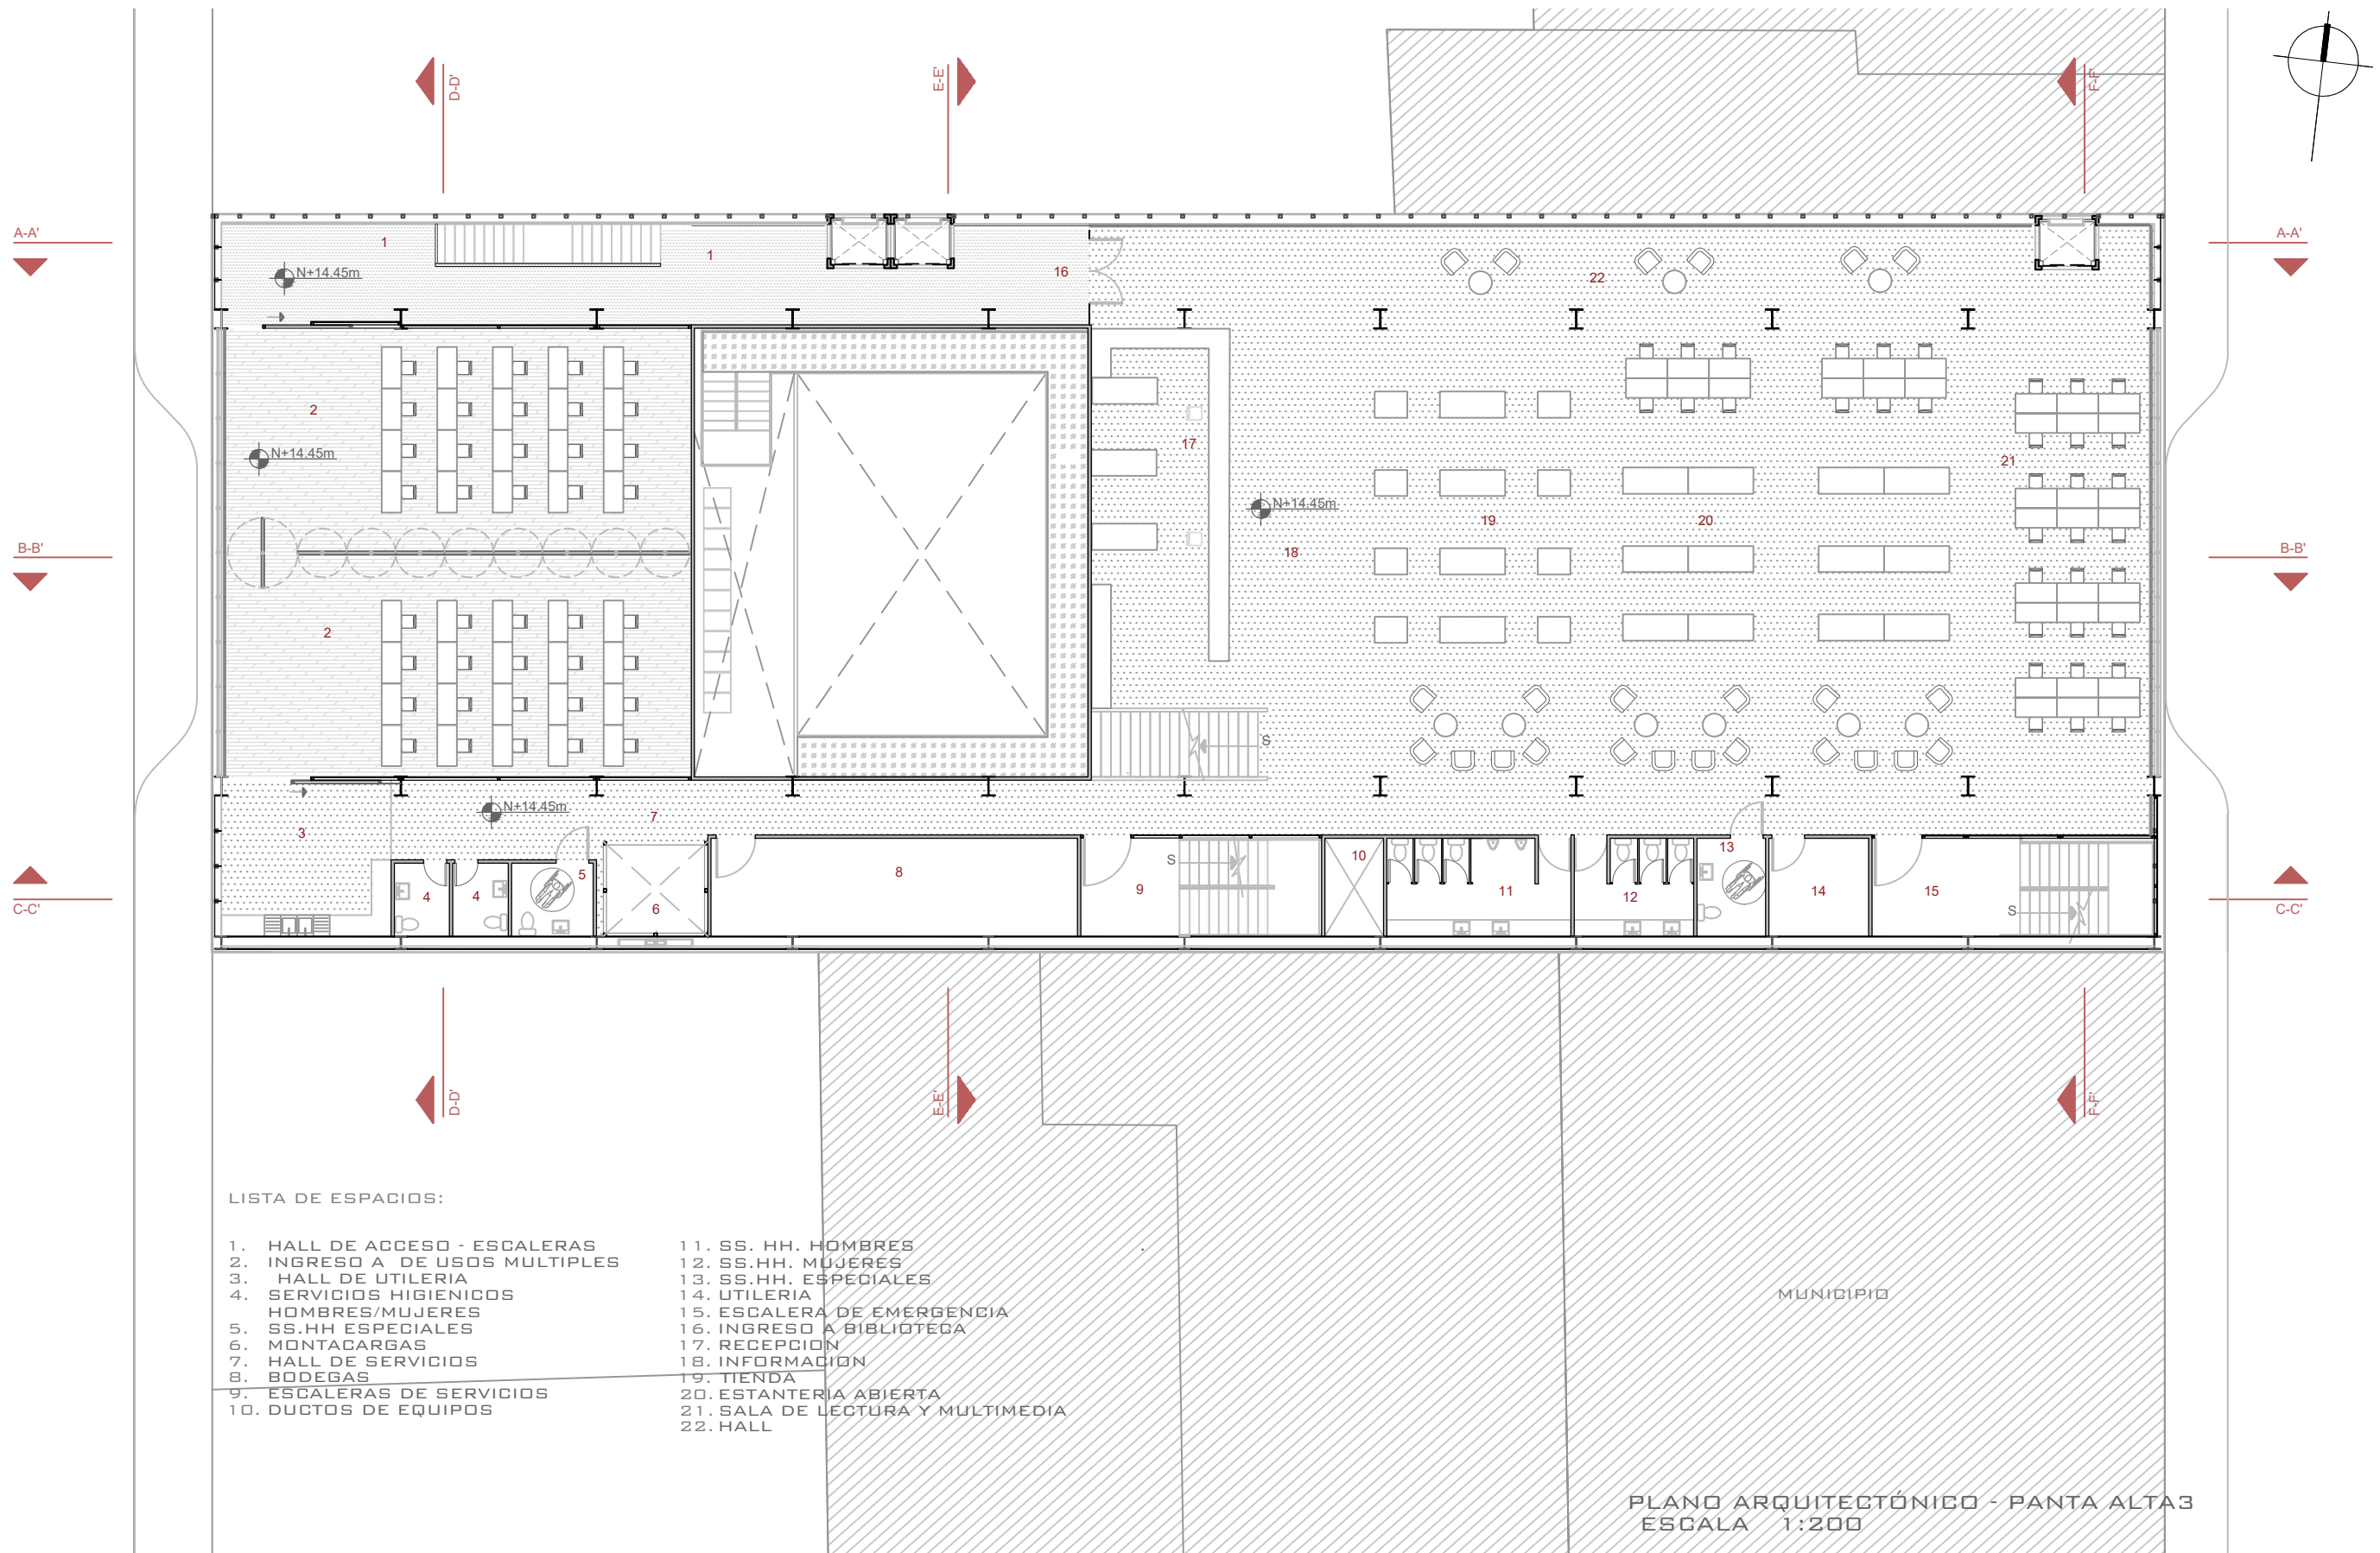 D-D'
E-E'
F-F'
A-A'
A-A'
1
1
16
22
N+14.45m
2
17
N+14.45m
21
N+14.45m
19
20
B-B'
18
B-B'
2
S
N+14.45m
7
3
S
10
13
5
8
9
4
4
11
12
14
15
6
S
C-C'
C-C'
D-D'
E-E'
F-F'
LISTA DE ESPACIOS:
1. HALL DE ACCESO - ESCALERAS
2. INGRESO A DE USOS MULTIPLES
3. HALL DE UTILERIA
4. SERVICIOS HIGIENICOS
HOMBRES/MUJERES
5. SS.HH ESPECIALES
6. MONTACARGAS
7. HALL DE SERVICIOS
8. BODEGAS
9. ESCALERAS DE SERVICIOS
10. DUCTOS DE EQUIPOS
11. SS. HH. HOMBRES
12. SS.HH. MUJERES
13. SS.HH. ESPECIALES
14. UTILERIA
15. ESCALERA DE EMERGENCIA
16. INGRESO A BIBLIOTECA
17. RECEPCION
18. INFORMACION
19. TIENDA
20. ESTANTERIA ABIERTA
21. SALA DE LECTURA Y MULTIMEDIA
22. HALL
MUNICIPIO
PLANO ARQUITECTÓNICO - PANTA ALTA3
ESCALA 1:200